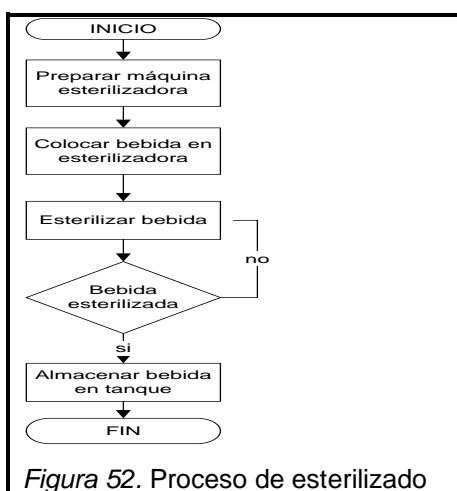 INICIO
Preparar máquina
esterilizadora
Colocar bebida en
esterilizadora
Esterilizar bebida
no
Bebida
esterilizada
si
Almacenar bebida
en tanque
FIN
Figura 52. Proceso de esterilizado